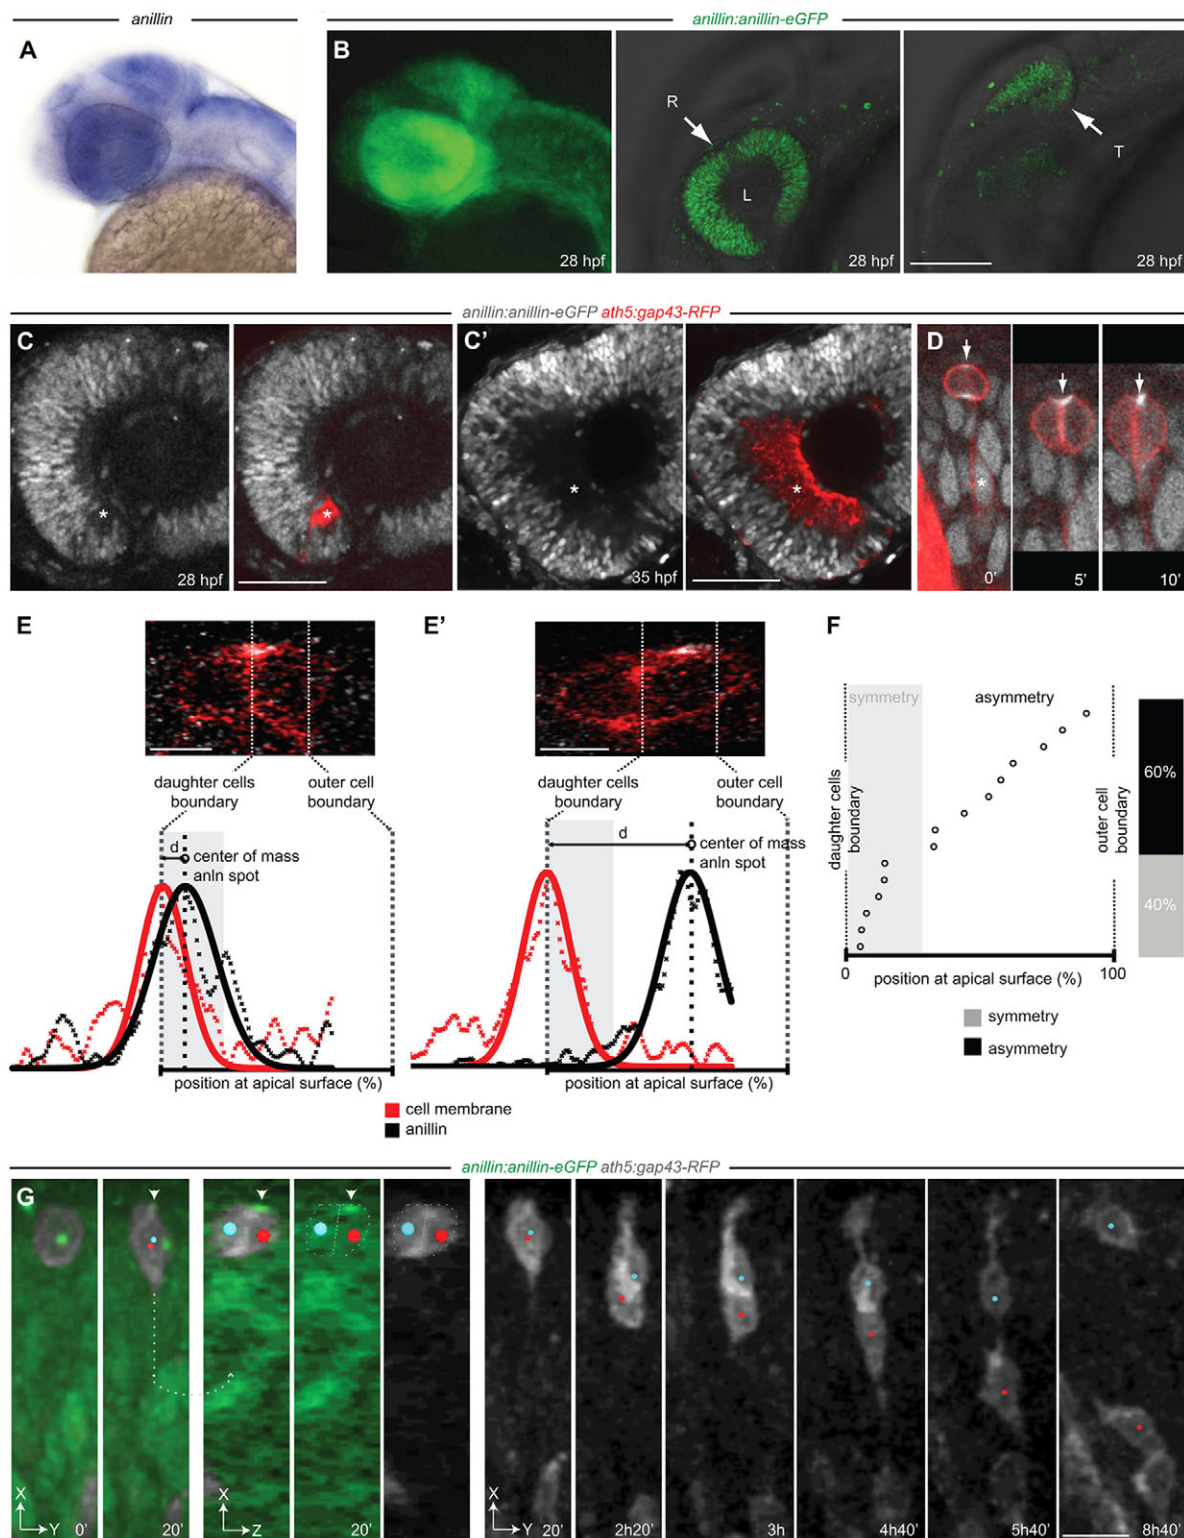 anillin
anillin:anillin-eGFP
A
B
R
L
T
28 hpf
28 hpf
28 hpf
anillin:anillin-eGFP ath5:gap43-RFP
C
C'
D
*
*
*
*
*
28 hpf
35 hpf
0'
5'
10'
E
E'
F
daughter cells boundary
outer cell boundary
d
center of mass
anln spot
position at apical surface (%)
daughter cells boundary
outer cell boundary
d
center of mass
anln spot
position at apical surface (%)
cell membrane
anillin
symmetry
asymmetry
daughter cells
boundary
outer cell
boundary
60%
40%
0
100
position at apical surface (%)
symmetry
asymmetry
anillin:anillin-eGFP ath5:gap43-RFP
G
X
Y
0'
20'
X
Z
20'
X
Y
20'
2h20'
3h
4h40'
5h40'
8h40'